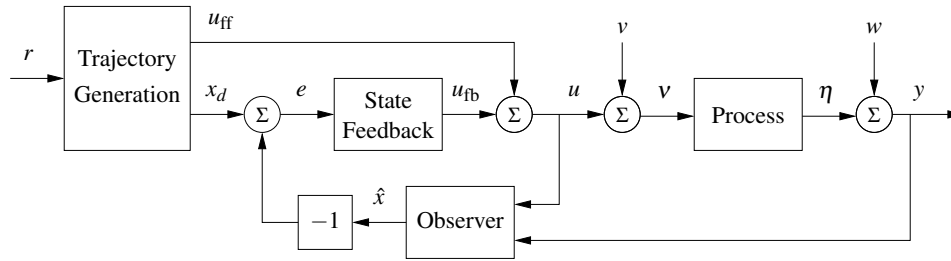 r
Trajectory
Generation
u_ff
x_d
Σ
e
State
Feedback
u_fb
Σ
u
v
Σ
ν
Process
η
w
Σ
y
−1
x̂
Observer